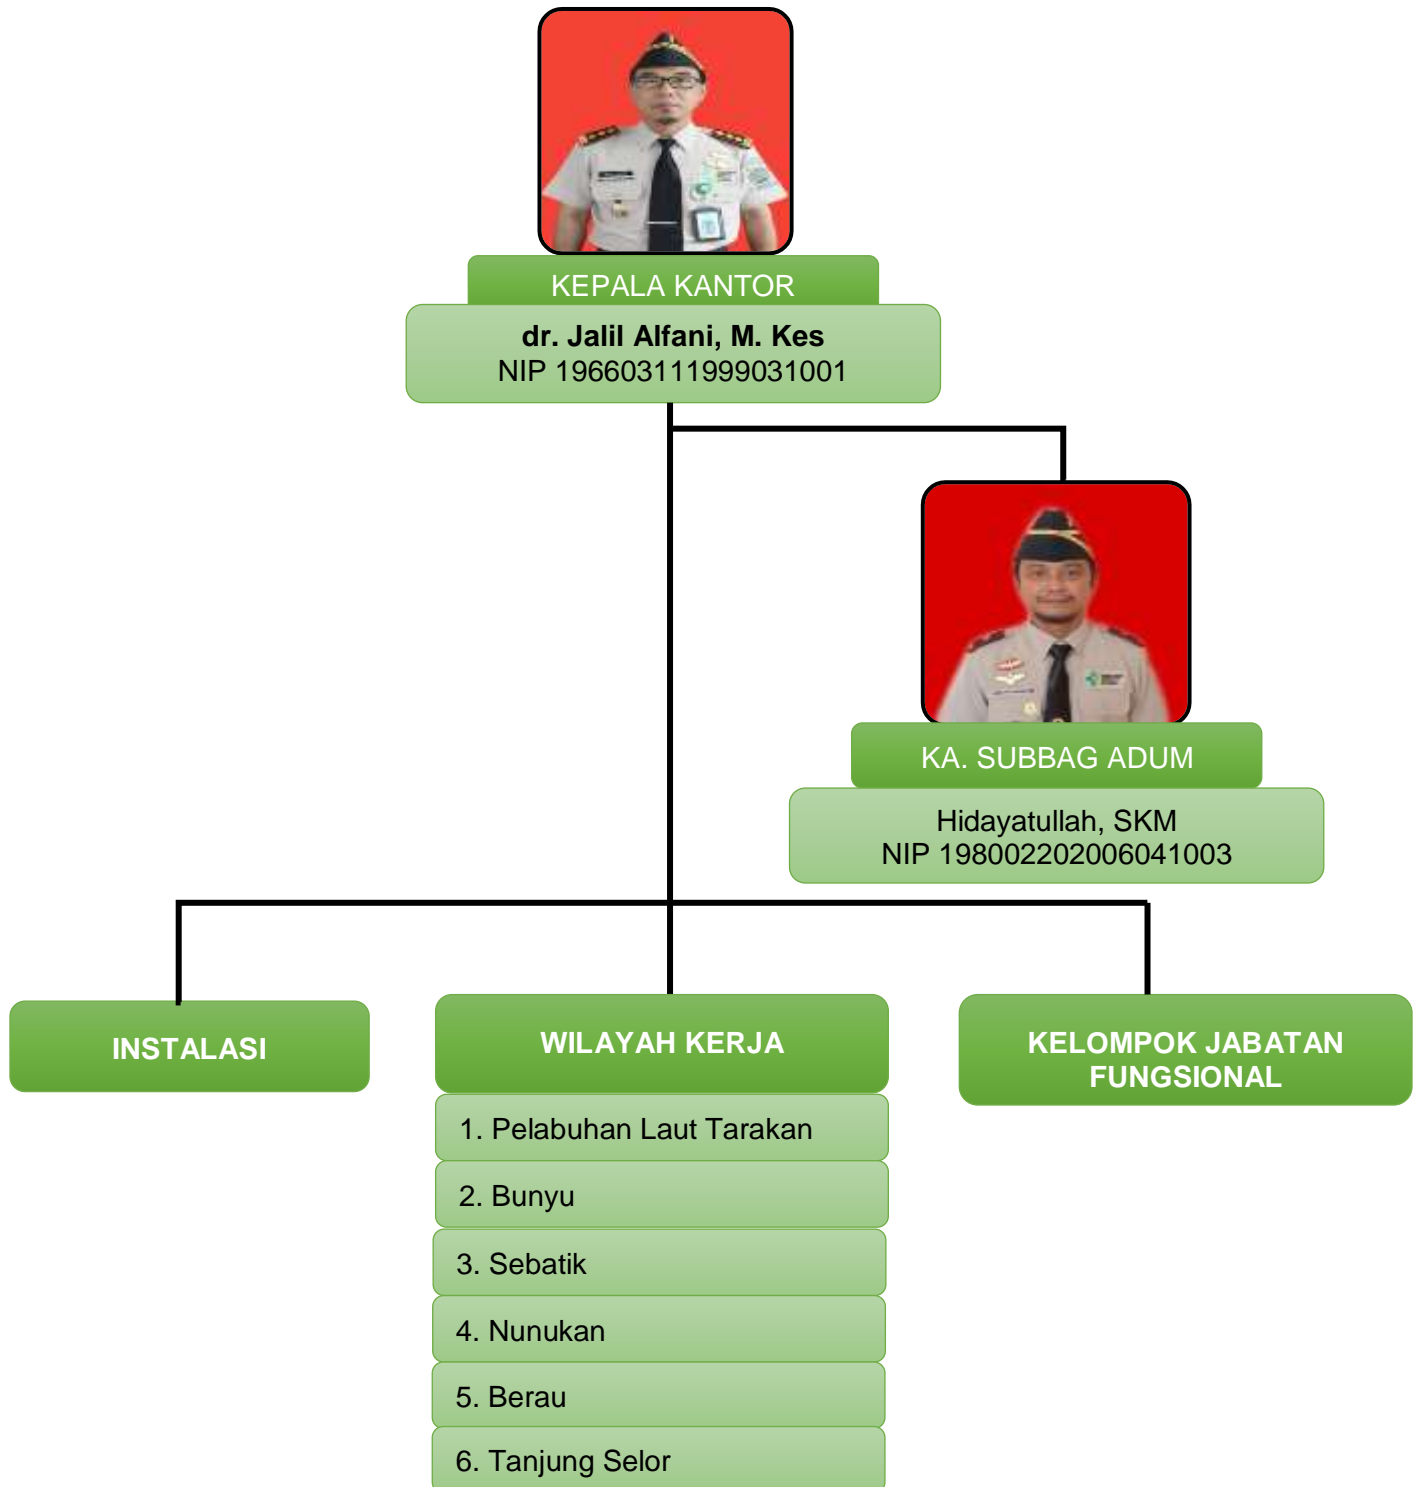 KEPALA KANTOR
dr. Jalil Alfani, M. Kes
NIP 196603111999031001
KA. SUBBAG ADUM
Hidayatullah, SKM
NIP 198002202006041003
INSTALASI
WILAYAH KERJA
1. Pelabuhan Laut Tarakan
2. Bunyu
3. Sebatik
4. Nunukan
5. Berau
6. Tanjung Selor
KELOMPOK JABATAN
FUNGSIONAL